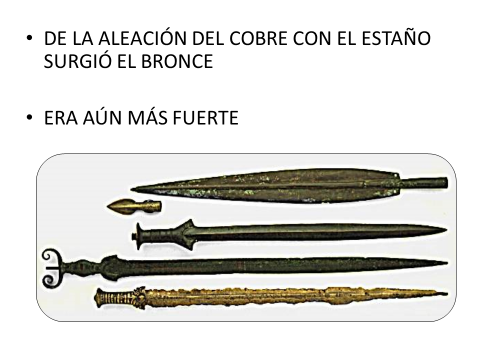 • DE LA ALEACIÓN DEL COBRE CON EL ESTAÑO
SURGIÓ EL BRONCE
• ERA AÚN MÁS FUERTE